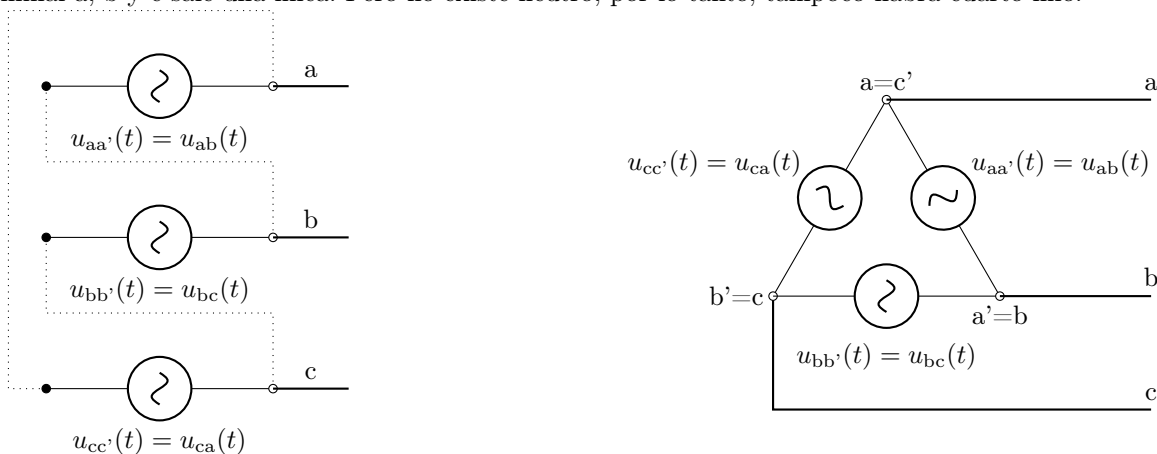 a
u_aa'(t) = u_ab(t)
b
u_bb'(t) = u_bc(t)
c
u_cc'(t) = u_ca(t)
a=c'
a
u_cc'(t) = u_ca(t)
u_aa'(t) = u_ab(t)
b'=c
b
a'=b
u_bb'(t) = u_bc(t)
c